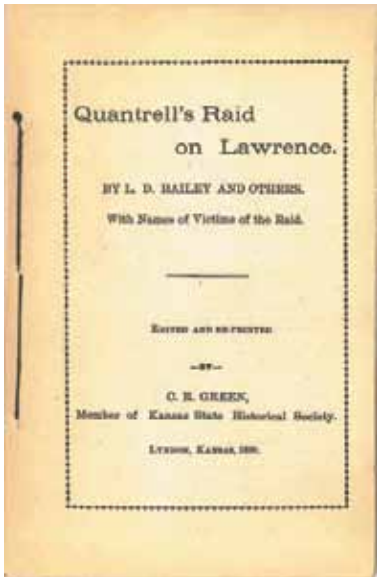 Quantrell's Raid
on Lawrence.
BY L. D. BAILEY AND OTHERS.
With Names of Victims of the Raid.
EDITED AND RE-PRINTED
—BY—
C. R. GREEN,
Member of Kansas State Historical Society.
LYNDON, KANSAS, 1899.